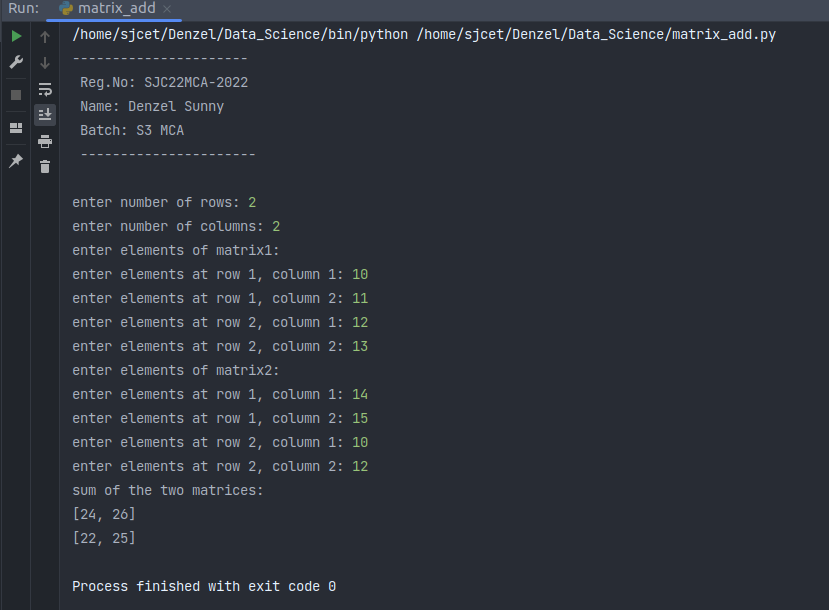 Run: matrix_add ×
/home/sjcet/Denzel/Data_Science/bin/python /home/sjcet/Denzel/Data_Science/matrix_add.py
----------------------
Reg.No: SJC22MCA-2022
Name: Denzel Sunny
Batch: S3 MCA
----------------------
enter number of rows: 2
enter number of columns: 2
enter elements of matrix1:
enter elements at row 1, column 1: 10
enter elements at row 1, column 2: 11
enter elements at row 2, column 1: 12
enter elements at row 2, column 2: 13
enter elements of matrix2:
enter elements at row 1, column 1: 14
enter elements at row 1, column 2: 15
enter elements at row 2, column 1: 10
enter elements at row 2, column 2: 12
sum of the two matrices:
[24, 26]
[22, 25]
Process finished with exit code 0